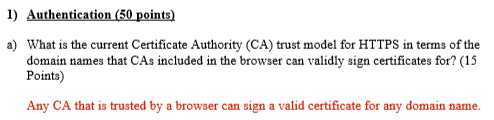 1) Authentication (50 points)
a) What is the current Certificate Authority (CA) trust model for HTTPS in terms of the
domain names that CAs included in the browser can validly sign certificates for? (15
Points)
Any CA that is trusted by a browser can sign a valid certificate for any domain name.